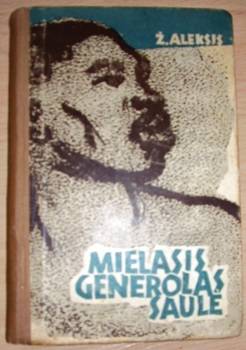 Ž. ALEKSIS
MIELASIS
GENEROLAS
SAULĖ